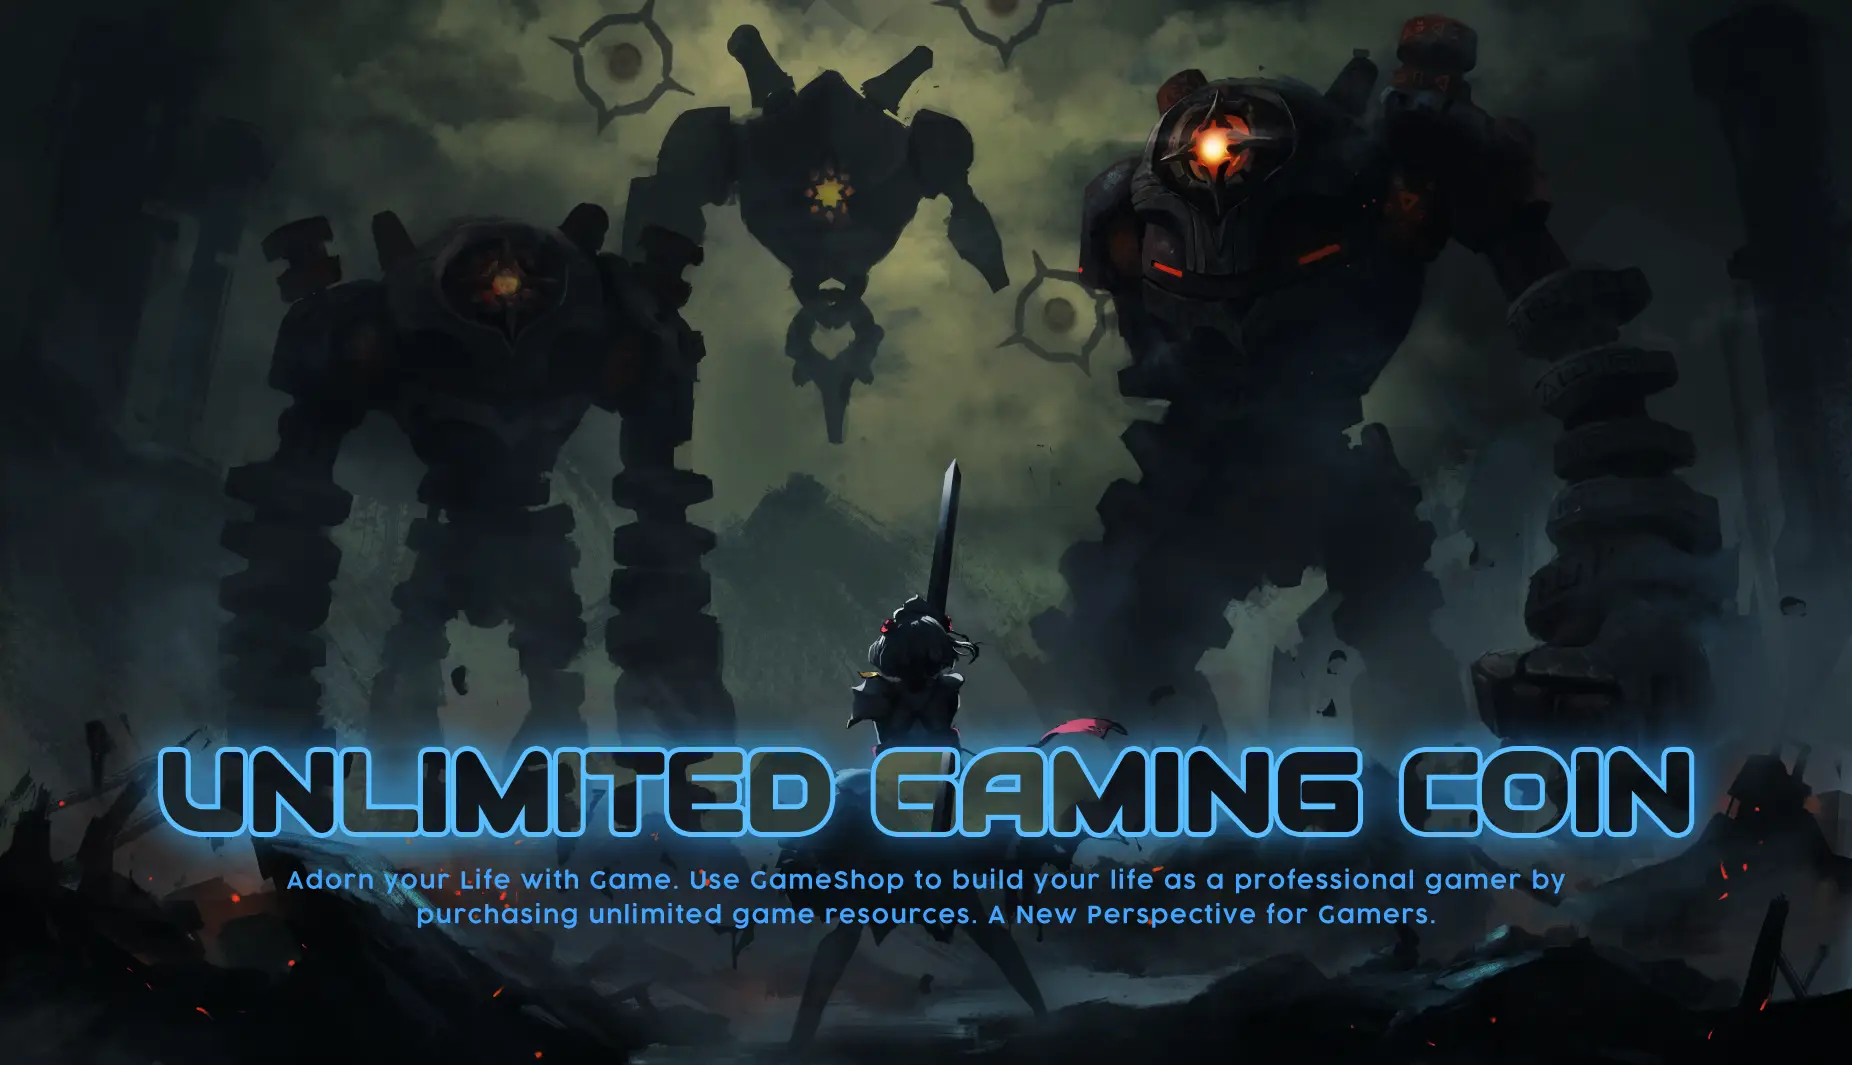 UNLIMITED GAMING COIN
Adorn your Life with Game. Use GameShop to build your life as a professional gamer by
purchasing unlimited game resources. A New Perspective for Gamers.